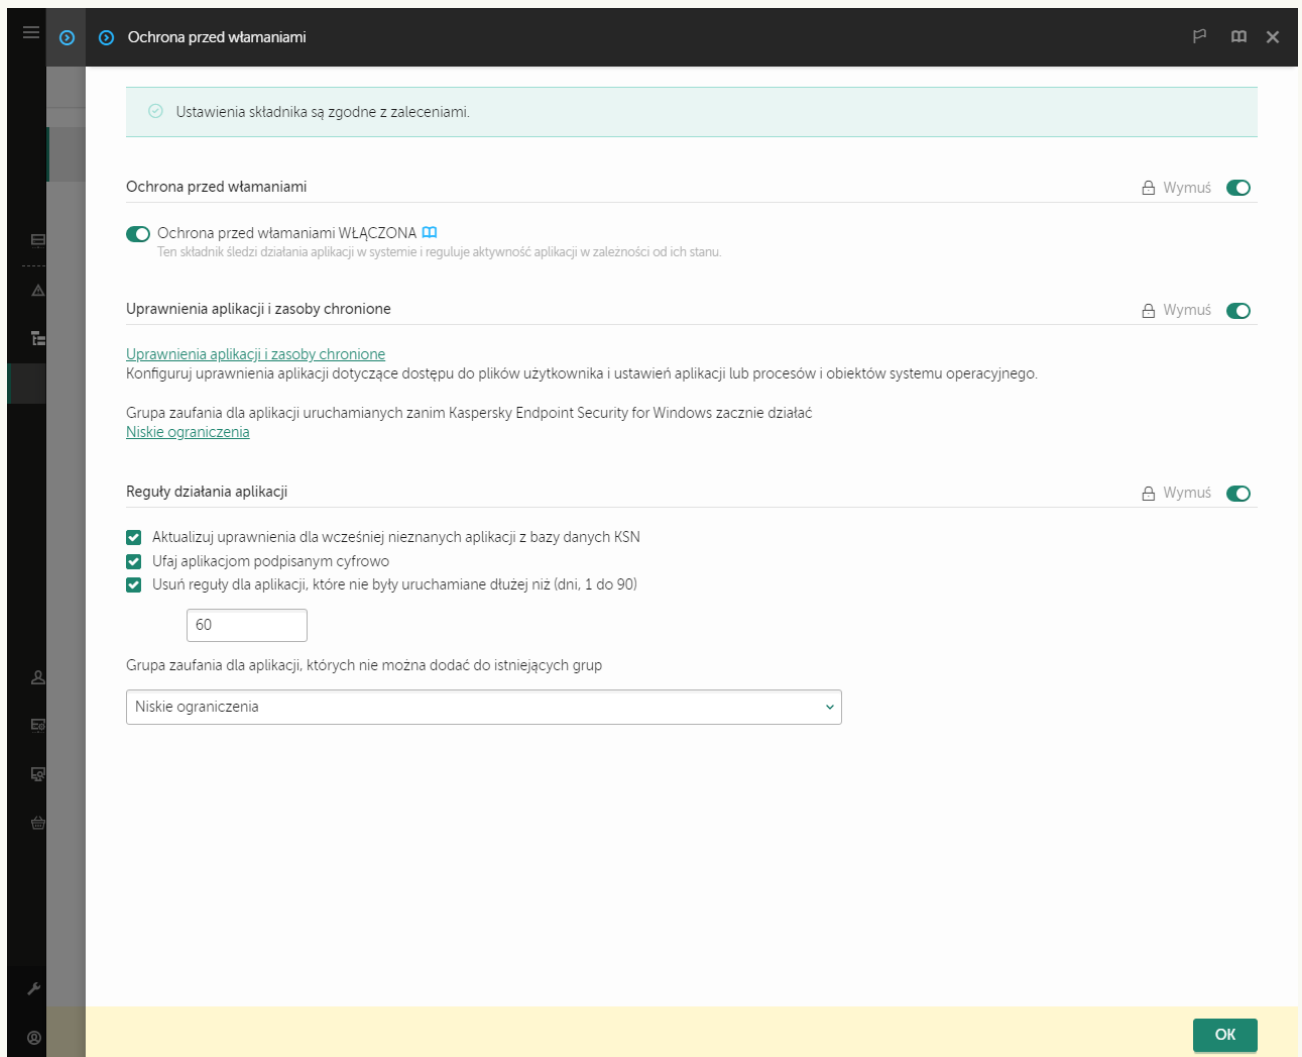 Ochrona przed włamaniami
Ustawienia składnika są zgodne z zaleceniami.
Ochrona przed włamaniami
Wymuś
Ochrona przed włamaniami WŁĄCZONA
Ten składnik śledzi działania aplikacji w systemie i reguluje aktywność aplikacji w zależności od ich stanu.
Uprawnienia aplikacji i zasoby chronione
Wymuś
Uprawnienia aplikacji i zasoby chronione
Konfiguruj uprawnienia aplikacji dotyczące dostępu do plików użytkownika i ustawień aplikacji lub procesów i obiektów systemu operacyjnego.
Grupa zaufania dla aplikacji uruchamianych zanim Kaspersky Endpoint Security for Windows zacznie działać
Niskie ograniczenia
Reguły działania aplikacji
Wymuś
Aktualizuj uprawnienia dla wcześniej nieznanych aplikacji z bazy danych KSN
Ufaj aplikacjom podpisanym cyfrowo
Usuń reguły dla aplikacji, które nie były uruchamiane dłużej niż (dni, 1 do 90)
60
Grupa zaufania dla aplikacji, których nie można dodać do istniejących grup
Niskie ograniczenia
OK